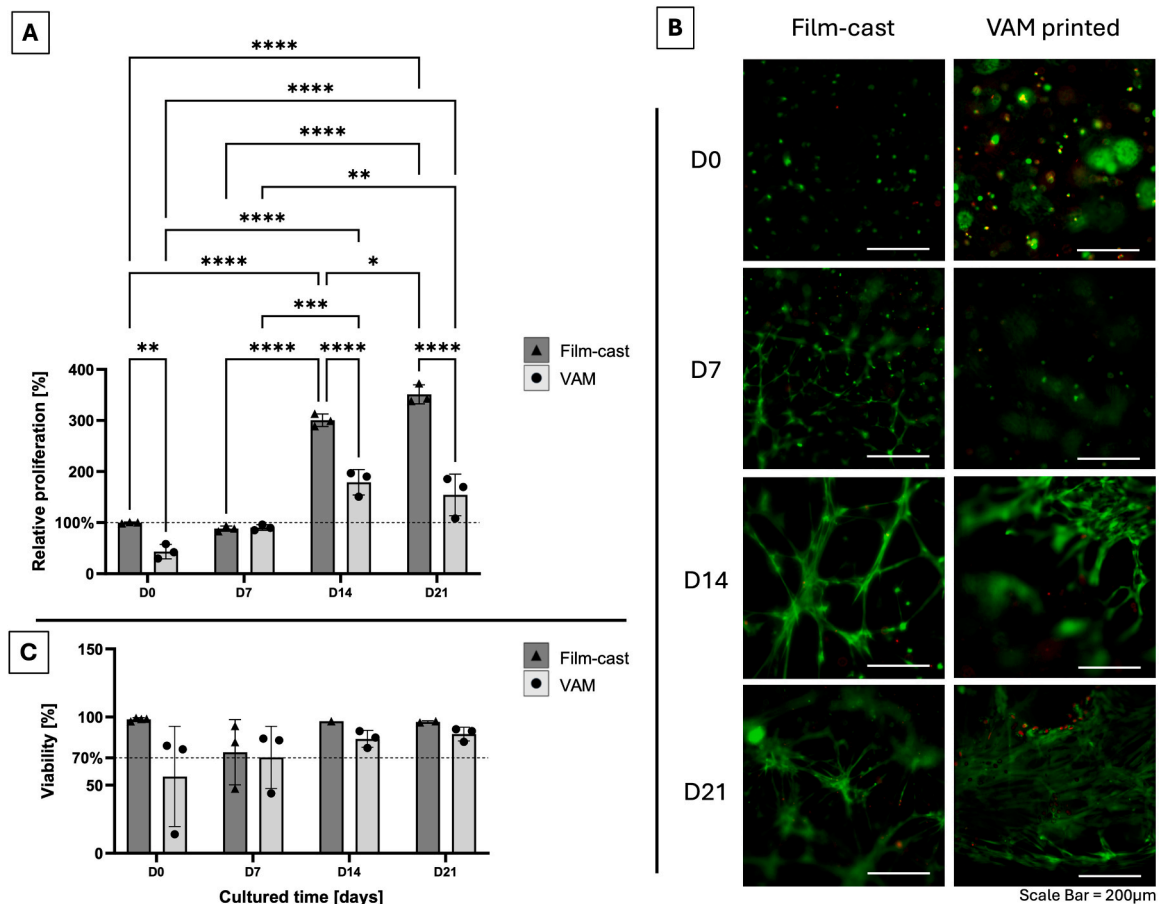 A
****
****
****
**
****
**** *
***
** **** **** ****
Film-cast
VAM
Relative proliferation [%]
400
300
200
100%
0
D0 D7 D14 D21
C
Film-cast
VAM
Viability [%]
150
100
70%
50
0
D0 D7 D14 D21
Cultured time [days]
B
Film-cast VAM printed
D0
D7
D14
D21
Scale Bar = 200µm